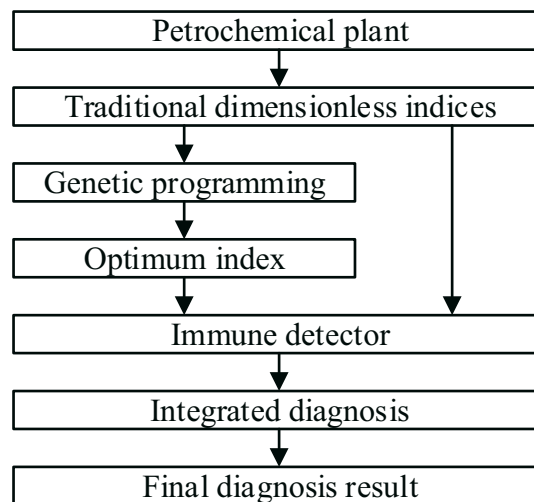 Petrochemical plant
Traditional dimensionless indices
Genetic programming
Optimum index
Immune detector
Integrated diagnosis
Final diagnosis result